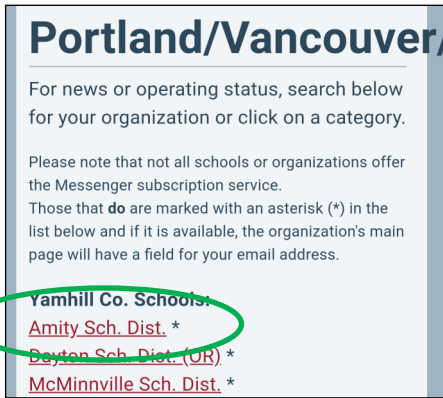 Portland/Vancouver/
For news or operating status, search below
for your organization or click on a category.
Please note that not all schools or organizations offer
the Messenger subscription service.
Those that do are marked with an asterisk (*) in the
list below and if it is available, the organization's main
page will have a field for your email address.
Yamhill Co. Schools:
Amity Sch. Dist. *
Dayton Sch. Dist. (OR) *
McMinnville Sch. Dist. *